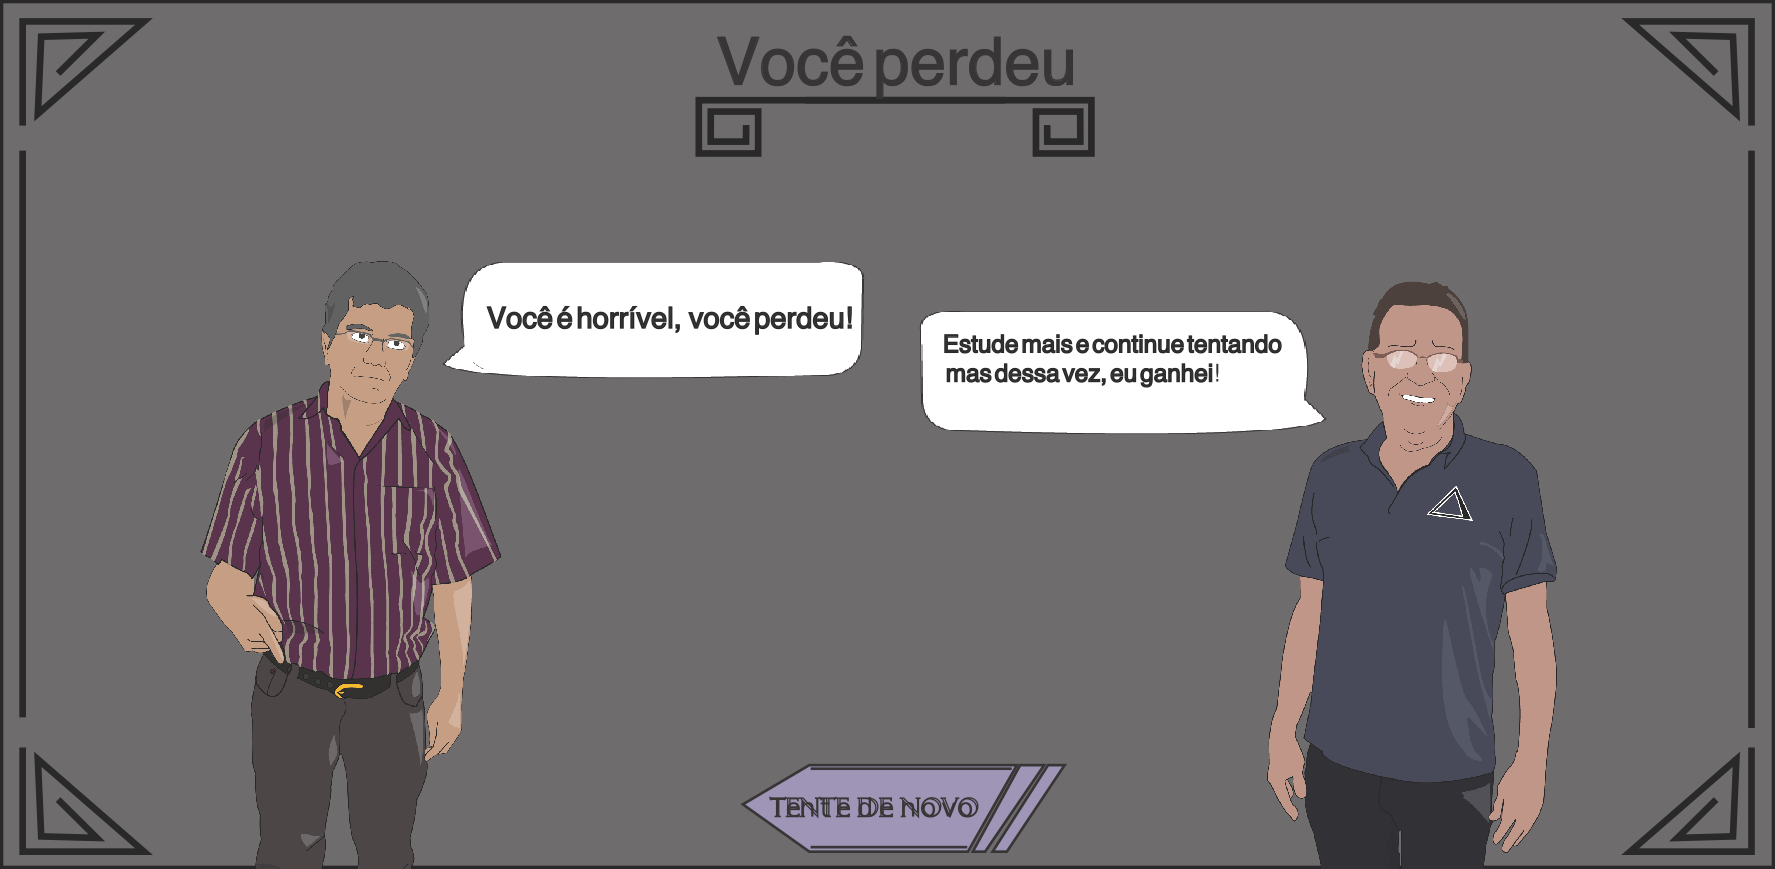 Você perdeu
Você é horrível, você perdeu!
Estude mais e continue tentando
mas dessa vez, eu ganhei!
TENTE DE NOVO